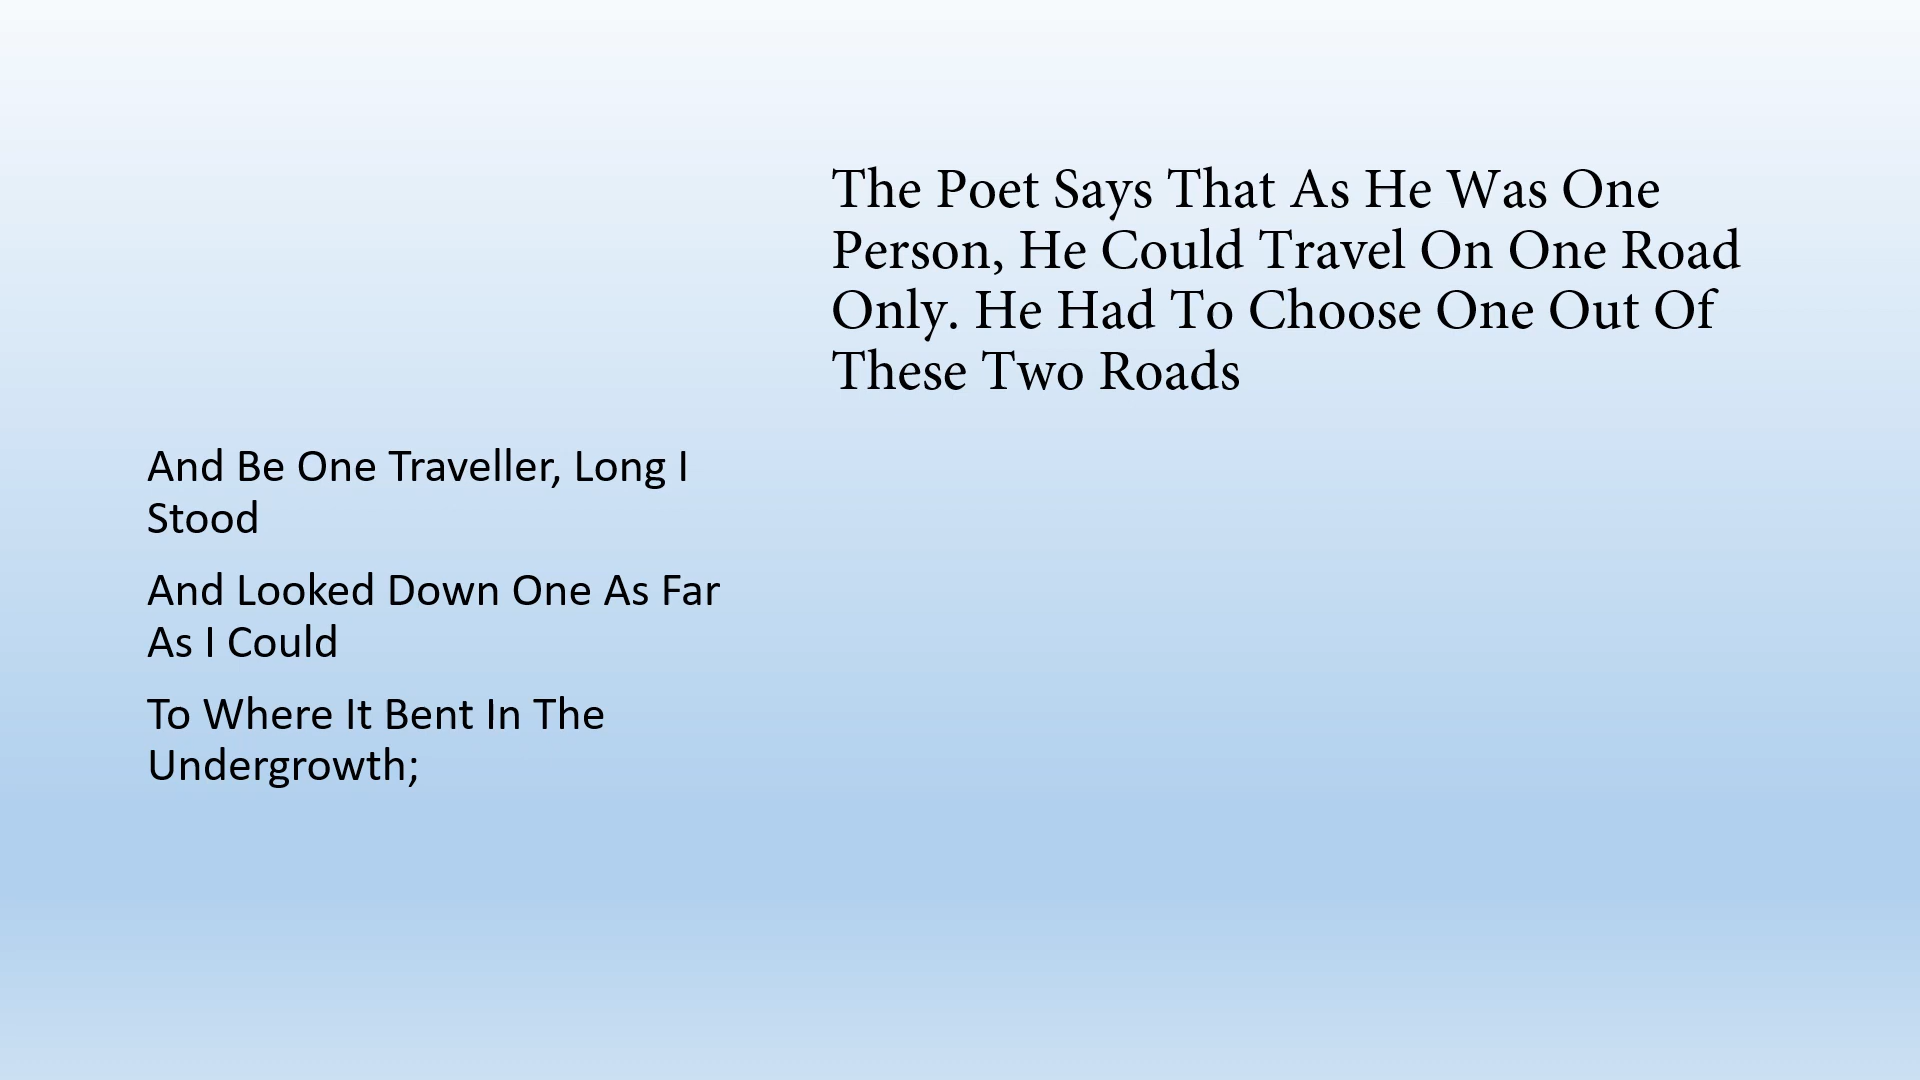 The Poet Says That As He Was One
Person, He Could Travel On One Road
Only. He Had To Choose One Out Of
These Two Roads
And Be One Traveller, Long I
Stood
And Looked Down One As Far
As I Could
To Where It Bent In The
Undergrowth;